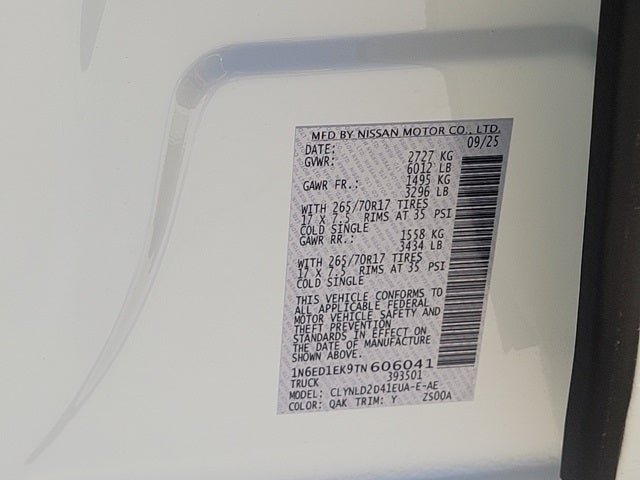 MFD BY NISSAN MOTOR CO., LTD.
DATE: 09/25
GVWR: 2727 KG
6012 LB
GAWR FR.: 1495 KG
3296 LB
WITH 265/70R17 TIRES
17 X 7.5 RIMS AT 35 PSI
COLD SINGLE
GAWR RR.: 1558 KG
3434 LB
WITH 265/70R17 TIRES
17 X 7.5 RIMS AT 35 PSI
COLD SINGLE
THIS VEHICLE CONFORMS TO
ALL APPLICABLE FEDERAL
MOTOR VEHICLE SAFETY AND
THEFT PREVENTION
STANDARDS IN EFFECT ON
THE DATE OF MANUFACTURE
SHOWN ABOVE.
1N6ED1EK9TN606041
TRUCK 393501
MODEL: CLYNLD2D41EUA-E-AE
COLOR: QAK TRIM: Y ZS00A